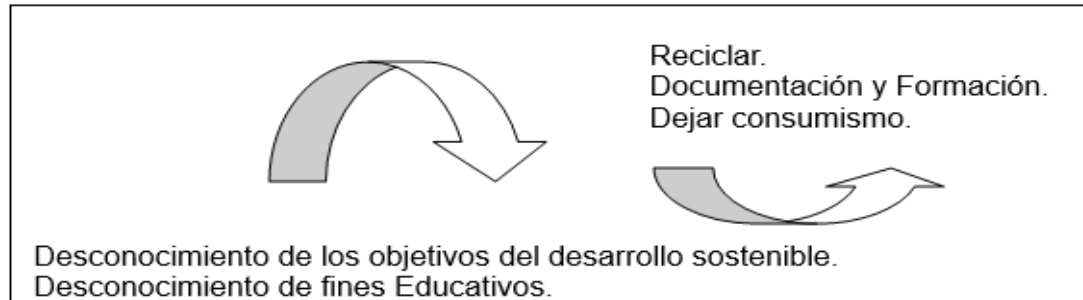 Reciclar.
Documentación y Formación.
Dejar consumismo.
Desconocimiento de los objetivos del desarrollo sostenible.
Desconocimiento de fines Educativos.